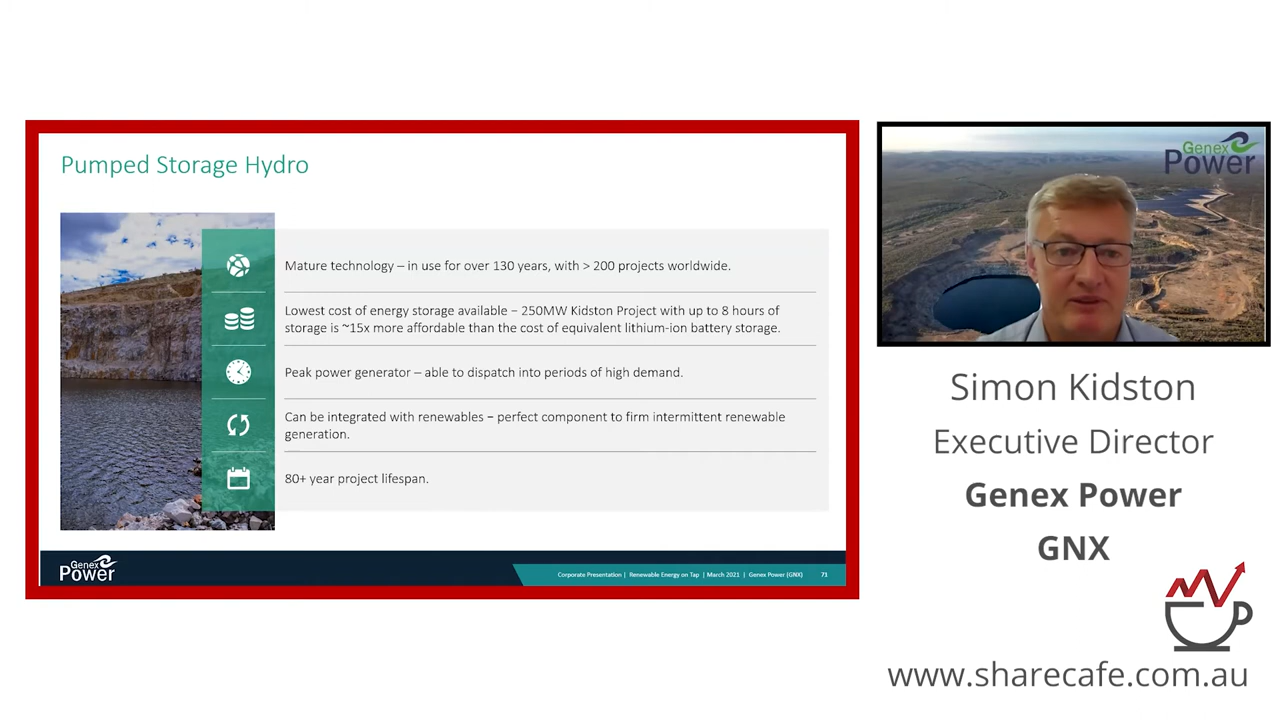 Pumped Storage Hydro
Mature technology – in use for over 130 years, with > 200 projects worldwide.
Lowest cost of energy storage available – 250MW Kidston Project with up to 8 hours of
storage is ~15x more affordable than the cost of equivalent lithium-ion battery storage.
Peak power generator – able to dispatch into periods of high demand.
Can be integrated with renewables – perfect component to firm intermittent renewable
generation.
80+ year project lifespan.
Genex
Power
Corporate Presentation | Renewable Energy on Tap | March 2021 | Genex Power (GNX) 71
Genex
Power
Simon Kidston
Executive Director
Genex Power
GNX
www.sharecafe.com.au